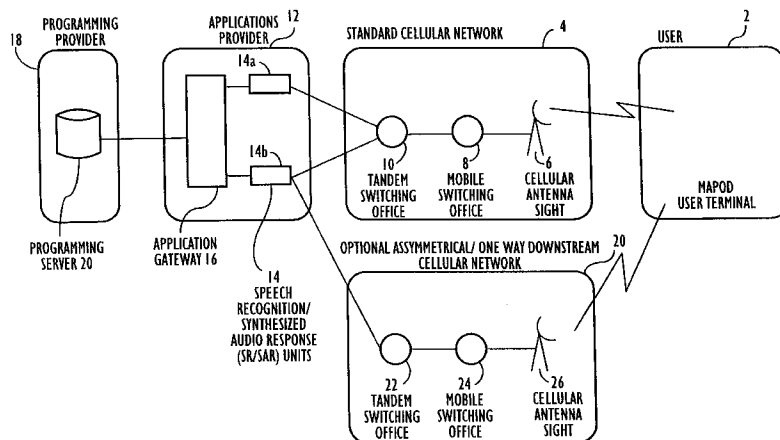 PROGRAMMING
PROVIDER
18
PROGRAMMING
SERVER 20
APPLICATIONS
PROVIDER
12
14a
14b
APPLICATION
GATEWAY 16
14
SPEECH
RECOGNITION/
SYNTHESIZED
AUDIO RESPONSE
(SR/SAR) UNITS
STANDARD CELLULAR NETWORK
4
10
TANDEM
SWITCHING
OFFICE
8
MOBILE
SWITCHING
OFFICE
6
CELLULAR
ANTENNA
SIGHT
USER
2
MAPOD
USER TERMINAL
OPTIONAL ASSYMETRICAL/ ONE WAY DOWNSTREAM
CELLULAR NETWORK
20
22
TANDEM
SWITCHING
OFFICE
24
MOBILE
SWITCHING
OFFICE
26
CELLULAR
ANTENNA
SIGHT